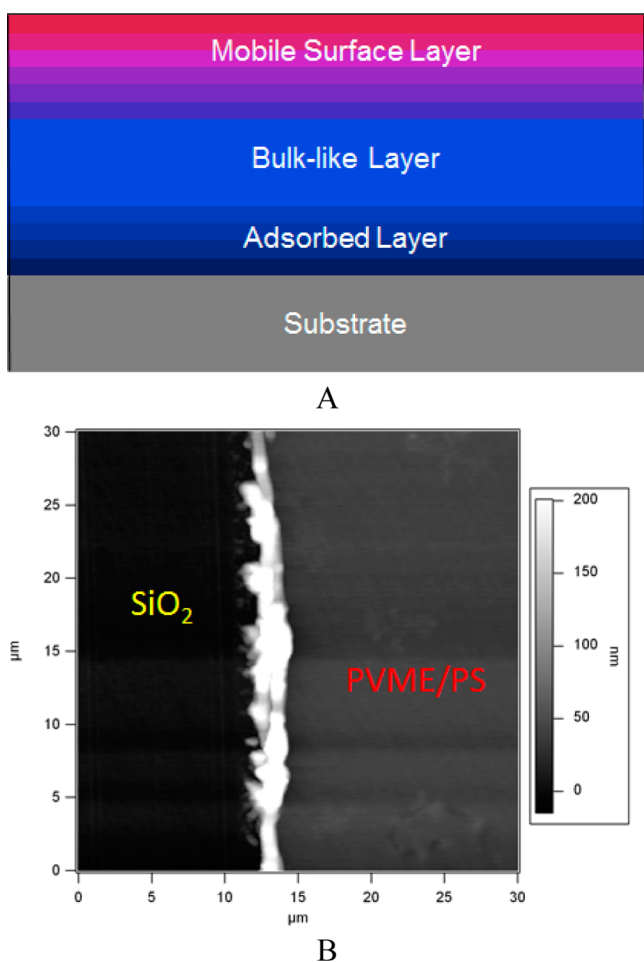 Mobile Surface Layer
Bulk-like Layer
Adsorbed Layer
Substrate
A
30
25
20
15
10
5
0
µm
SiO₂
PVME/PS
200
150
100
50
0
nm
0 5 10 15 20 25 30
µm
B